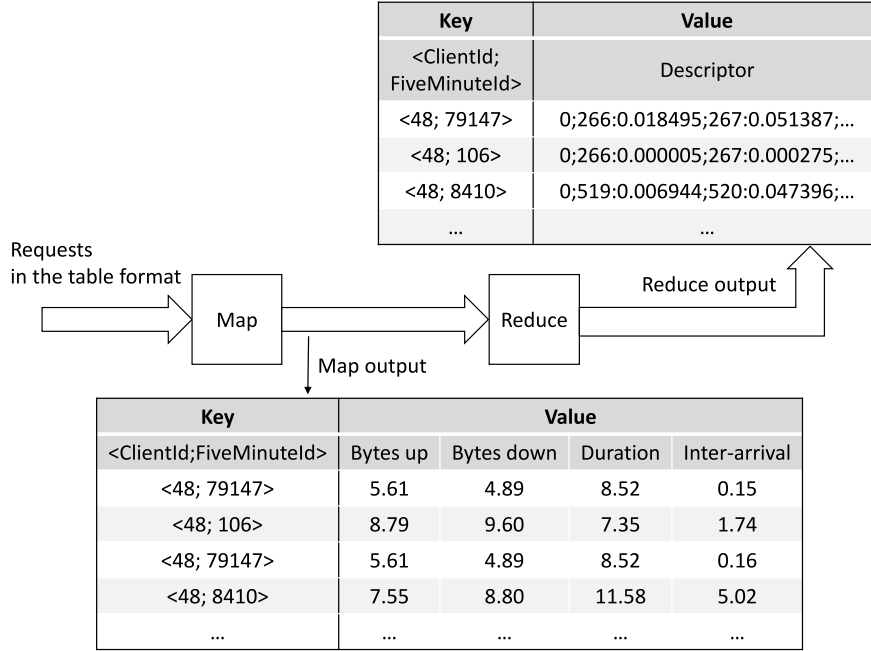 Key Value
<ClientId;
FiveMinuteId> Descriptor
<48; 79147> 0;266:0.018495;267:0.051387;...
<48; 106> 0;266:0.000005;267:0.000275;...
<48; 8410> 0;519:0.006944;520:0.047396;...
... ...
Requests
in the table format
Map
Reduce
Reduce output
Map output
Key Value
<ClientId;FiveMinuteId> Bytes up Bytes down Duration Inter-arrival
<48; 79147> 5.61 4.89 8.52 0.15
<48; 106> 8.79 9.60 7.35 1.74
<48; 79147> 5.61 4.89 8.52 0.16
<48; 8410> 7.55 8.80 11.58 5.02
... ... ... ... ...